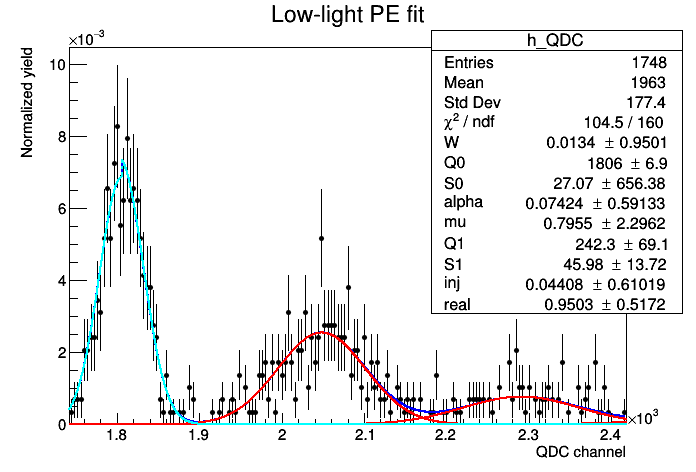 Low-light PE fit
×10⁻³
Normalized yield
10
8
6
4
2
0
1.8 1.9 2 2.1 2.2 2.3 2.4
×10³
QDC channel
h_QDC
Entries 1748
Mean 1963
Std Dev 177.4
χ² / ndf 104.5 / 160
W 0.0134 ± 0.9501
Q0 1806 ± 6.9
S0 27.07 ± 656.38
alpha 0.07424 ± 0.59133
mu 0.7955 ± 2.2962
Q1 242.3 ± 69.1
S1 45.98 ± 13.72
inj 0.04408 ± 0.61019
real 0.9503 ± 0.5172